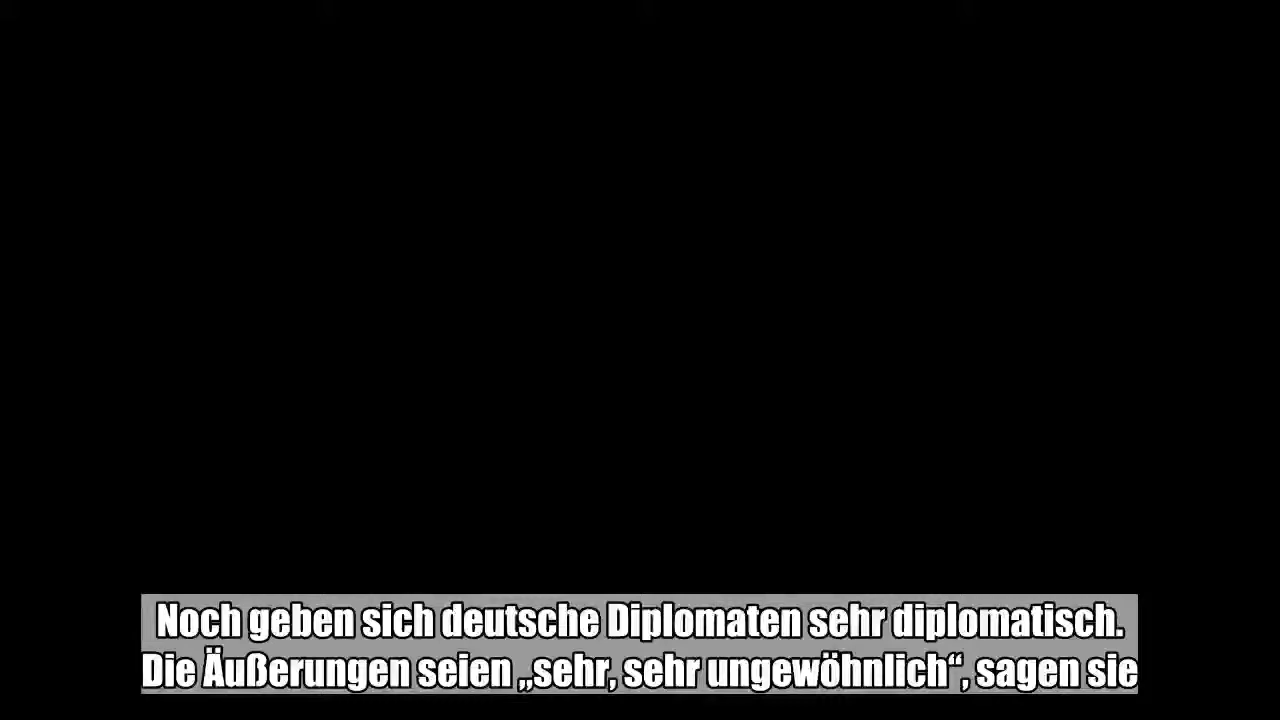 Noch geben sich deutsche Diplomaten sehr diplomatisch.
Die Äußerungen seien „sehr, sehr ungewöhnlich“, sagen sie